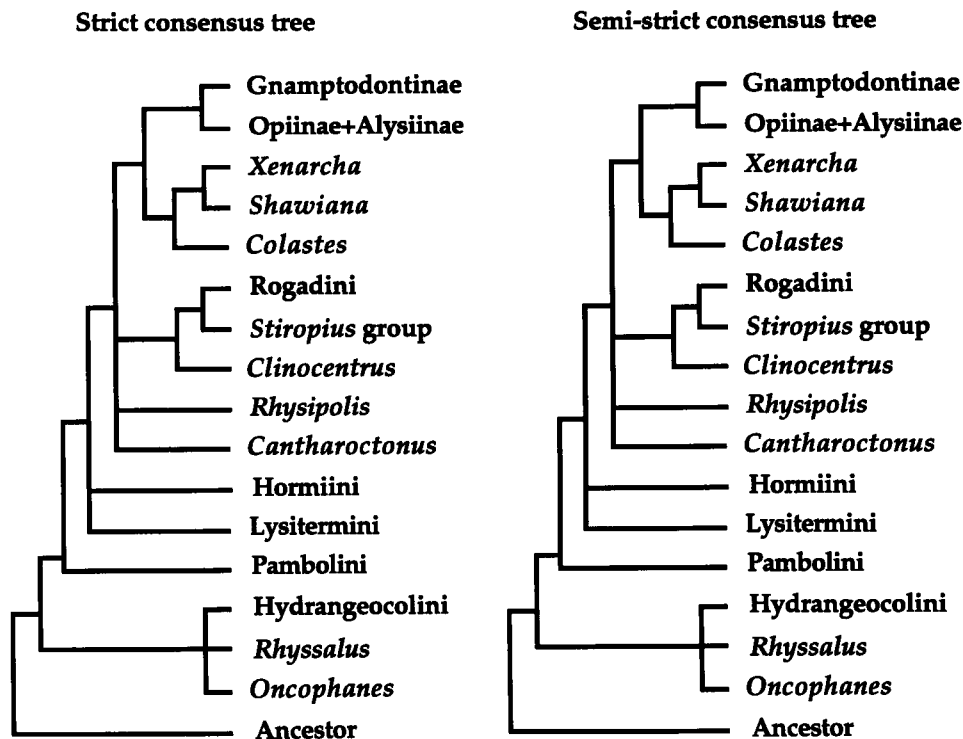 Strict consensus tree
Gnamptodontinae
Opiinae+Alysiinae
Xenarcha
Shawiana
Colastes
Rogadini
Stiropius group
Clinocentrus
Rhysipolis
Cantharoctonus
Hormiini
Lysitermini
Pambolini
Hydrangeocolini
Rhyssalus
Oncophanes
Ancestor
Semi-strict consensus tree
Gnamptodontinae
Opiinae+Alysiinae
Xenarcha
Shawiana
Colastes
Rogadini
Stiropius group
Clinocentrus
Rhysipolis
Cantharoctonus
Hormiini
Lysitermini
Pambolini
Hydrangeocolini
Rhyssalus
Oncophanes
Ancestor